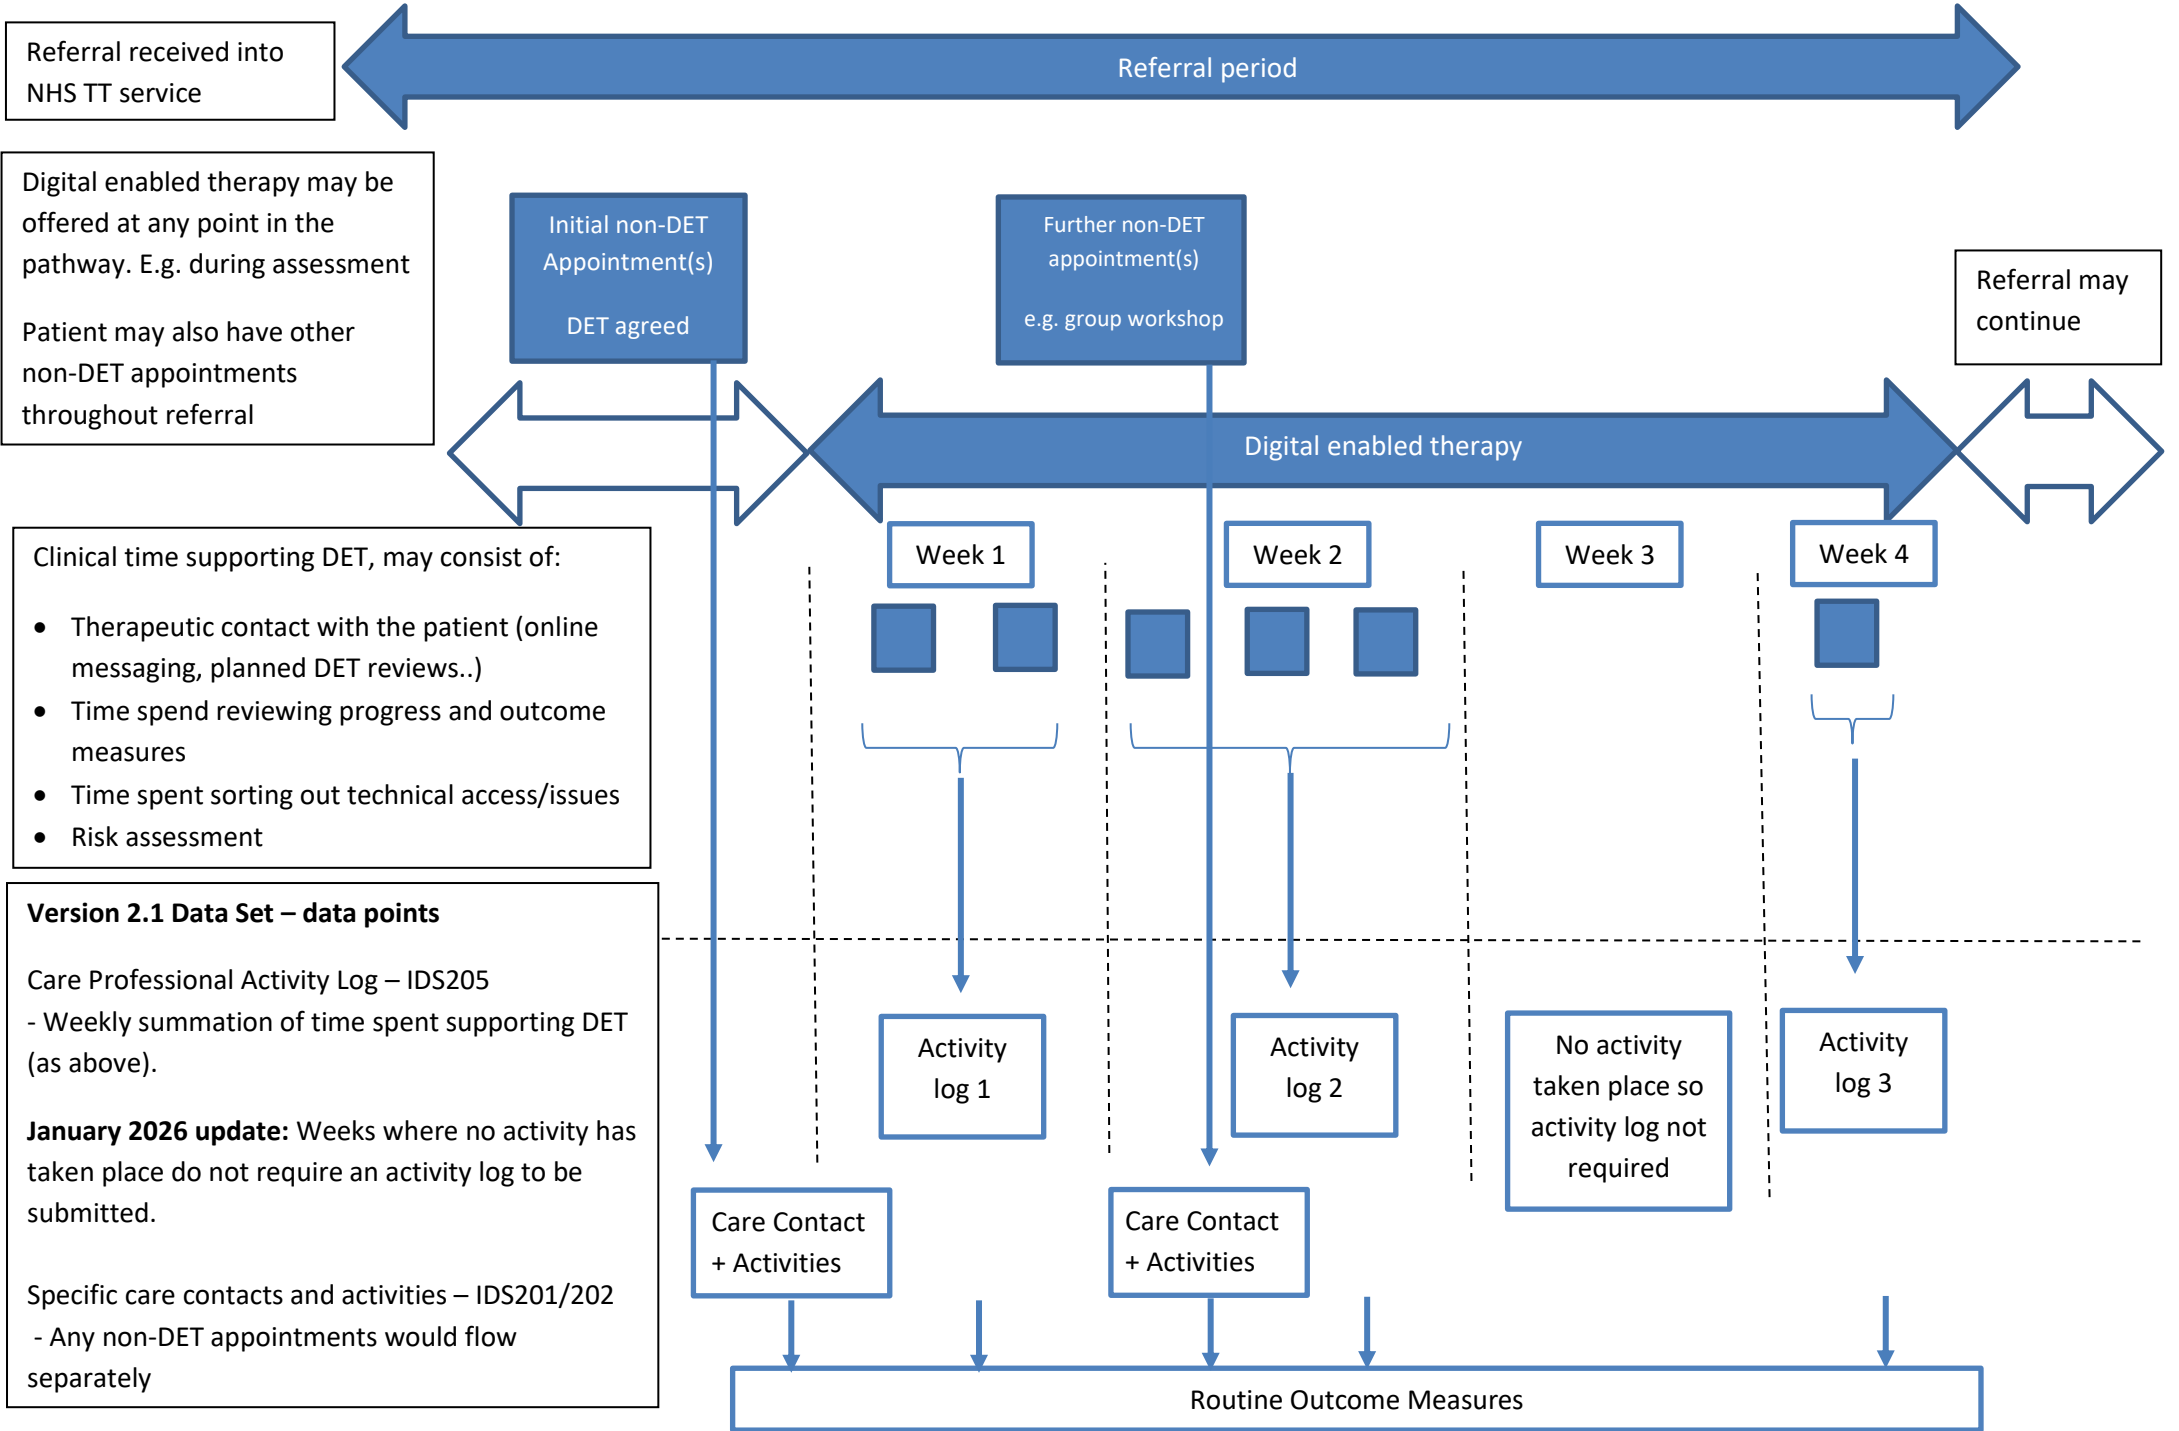 Referral received into
NHS TT service
Referral period
Digital enabled therapy may be
offered at any point in the
pathway. E.g. during assessment
Patient may also have other
non-DET appointments
throughout referral
Initial non-DET
Appointment(s)
DET agreed
Further non-DET
appointment(s)
e.g. group workshop
Referral may
continue
Digital enabled therapy
Clinical time supporting DET, may consist of:
• Therapeutic contact with the patient (online
messaging, planned DET reviews..)
• Time spend reviewing progress and outcome
measures
• Time spent sorting out technical access/issues
• Risk assessment
Week 1
Week 2
Week 3
Week 4
Version 2.1 Data Set – data points
Care Professional Activity Log – IDS205
- Weekly summation of time spent supporting DET
(as above).
January 2026 update: Weeks where no activity has
taken place do not require an activity log to be
submitted.
Specific care contacts and activities – IDS201/202
- Any non-DET appointments would flow
separately
Activity
log 1
Activity
log 2
No activity
taken place so
activity log not
required
Activity
log 3
Care Contact
+ Activities
Care Contact
+ Activities
Routine Outcome Measures